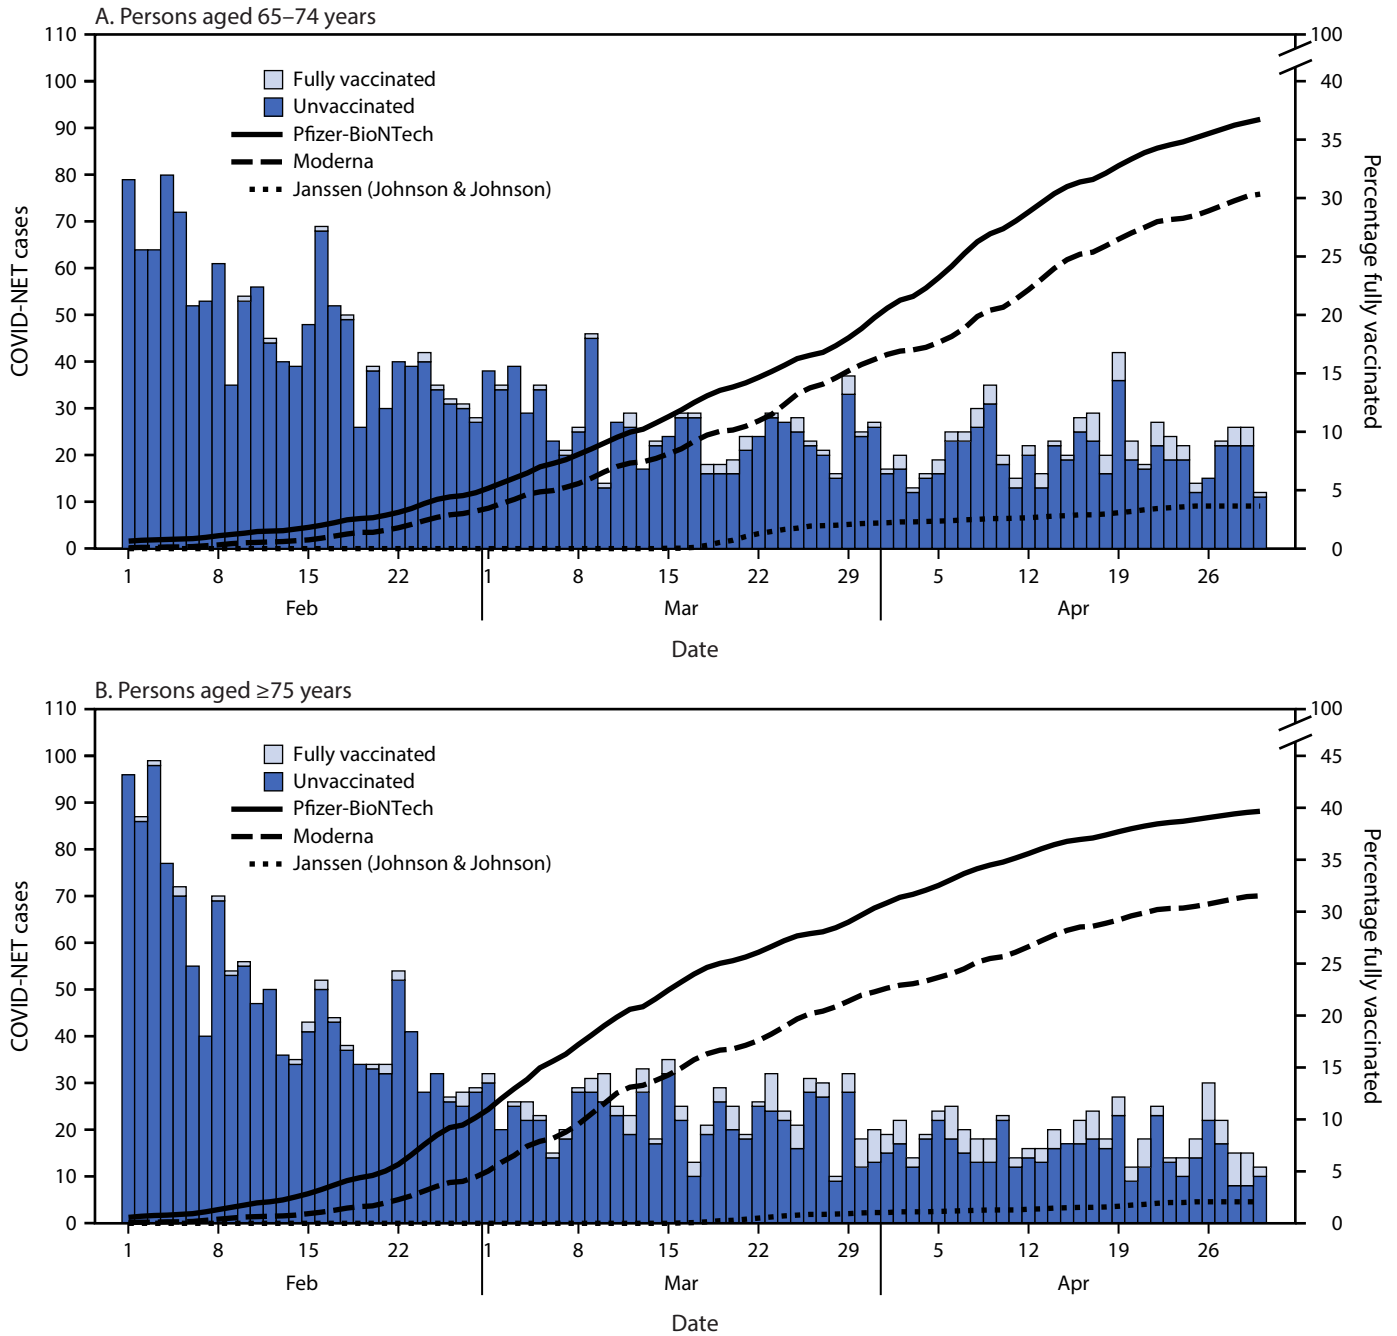 A. Persons aged 65–74 years
110
100
90
80
70
60
50
40
30
20
10
0
COVID-NET cases
Fully vaccinated
Unvaccinated
Pfizer-BioNTech
Moderna
Janssen (Johnson & Johnson)
100
40
35
30
25
20
15
10
5
0
Percentage fully vaccinated
1 8 15 22 1 8 15 22 29 5 12 19 26
Feb Mar Apr
Date
B. Persons aged ≥75 years
110
100
90
80
70
60
50
40
30
20
10
0
COVID-NET cases
Fully vaccinated
Unvaccinated
Pfizer-BioNTech
Moderna
Janssen (Johnson & Johnson)
100
45
40
35
30
25
20
15
10
5
0
Percentage fully vaccinated
1 8 15 22 1 8 15 22 29 5 12 19 26
Feb Mar Apr
Date